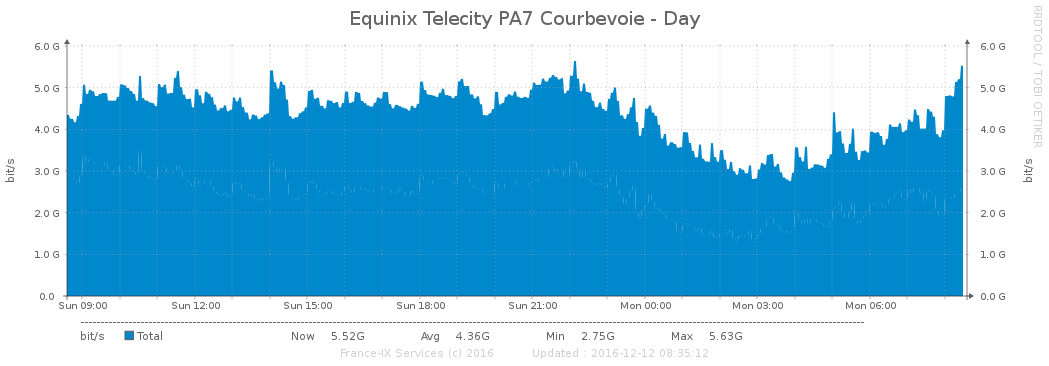 Equinix Telecity PA7 Courbevoie - Day
RRDTOOL / TOBI OETIKER
bit/s
6.0 G 6.0 G
5.0 G 5.0 G
4.0 G 4.0 G
3.0 G 3.0 G
2.0 G 2.0 G
1.0 G 1.0 G
0.0 0.0 G
bit/s
Sun 09:00 Sun 12:00 Sun 15:00 Sun 18:00 Sun 21:00 Mon 00:00 Mon 03:00 Mon 06:00
bit/s Total Now 5.52G Avg 4.36G Min 2.75G Max 5.63G
France-IX Services (c) 2016 Updated : 2016-12-12 08:35:12